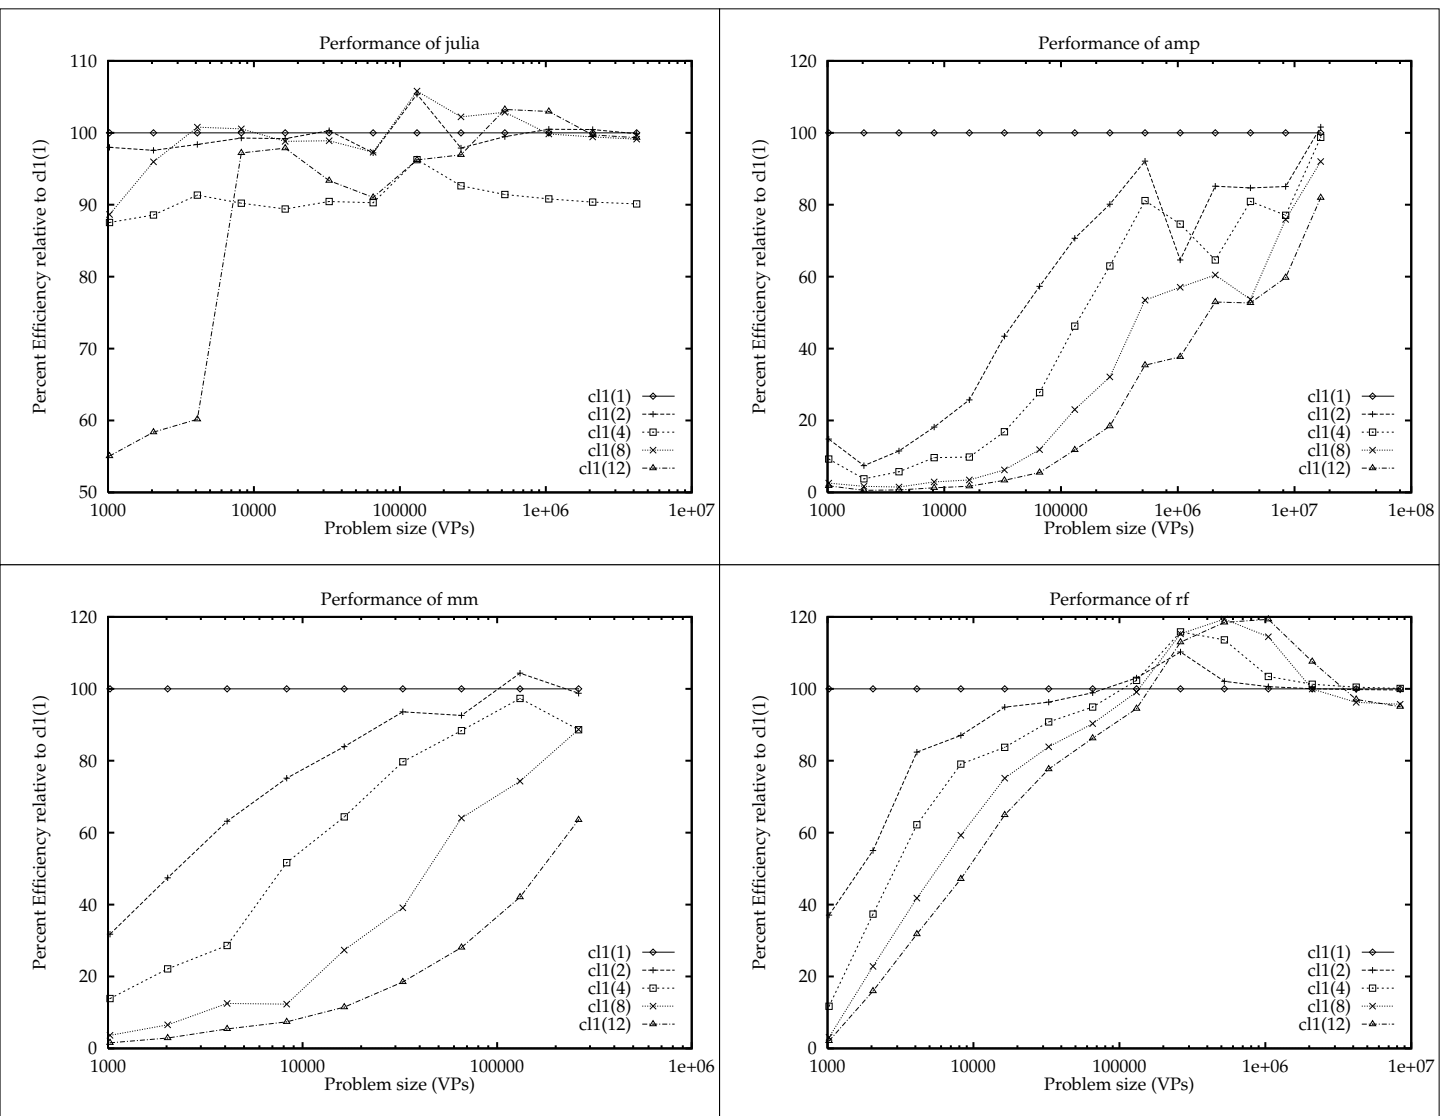 Performance of julia
Percent Efficiency relative to d1(1)
110
100
90
80
70
60
50
1000
10000
100000
1e+06
1e+07
Problem size (VPs)
cl1(1)
cl1(2)
cl1(4)
cl1(8)
cl1(12)
Performance of amp
Percent Efficiency relative to d1(1)
120
100
80
60
40
20
0
1000
10000
100000
1e+06
1e+07
1e+08
Problem size (VPs)
cl1(1)
cl1(2)
cl1(4)
cl1(8)
cl1(12)
Performance of mm
Percent Efficiency relative to d1(1)
120
100
80
60
40
20
0
1000
10000
100000
1e+06
Problem size (VPs)
cl1(1)
cl1(2)
cl1(4)
cl1(8)
cl1(12)
Performance of rf
Percent Efficiency relative to d1(1)
120
100
80
60
40
20
0
1000
10000
100000
1e+06
1e+07
Problem size (VPs)
cl1(1)
cl1(2)
cl1(4)
cl1(8)
cl1(12)